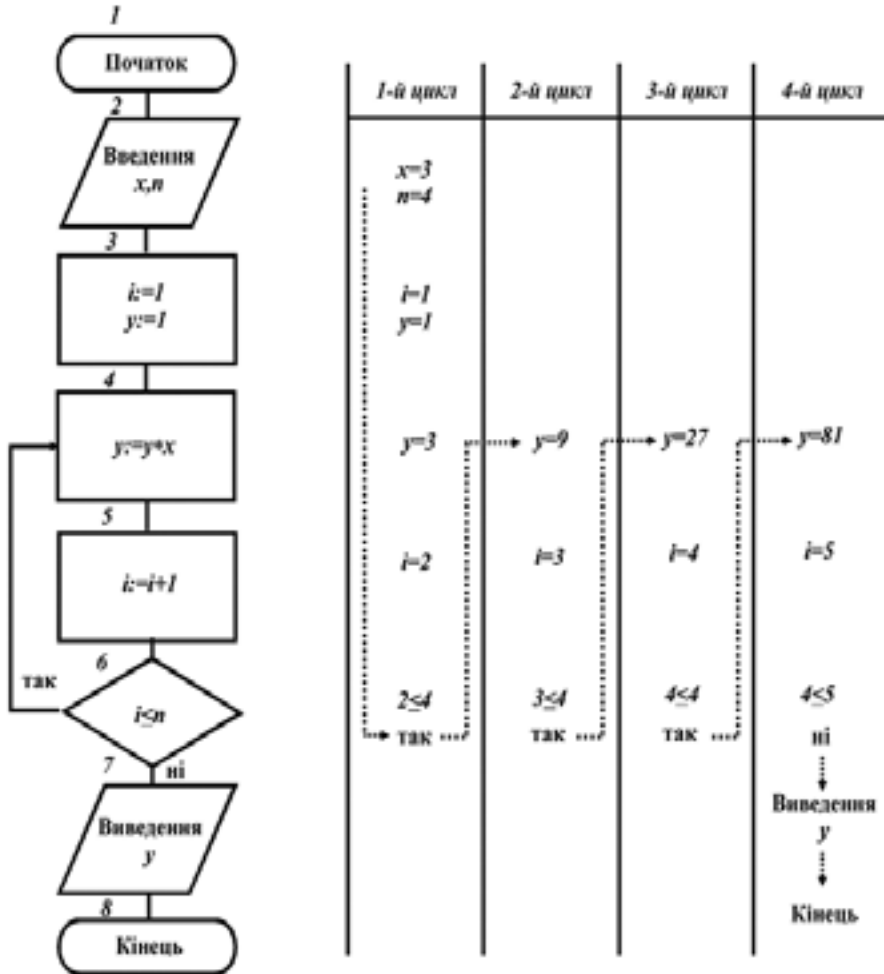 1
Початок
2
Введення
x,n
3
i:=1
y:=1
4
y:=y*x
5
i:=i+1
6
так
i≤n
7
ні
Виведення
y
8
Кінець
1-й цикл
2-й цикл
3-й цикл
4-й цикл
x=3
n=4
i=1
y=1
y=3
y=9
y=27
y=81
i=2
i=3
i=4
i=5
2≤4
3≤4
4≤4
4≤5
так
так
так
ні
Виведення
y
Кінець